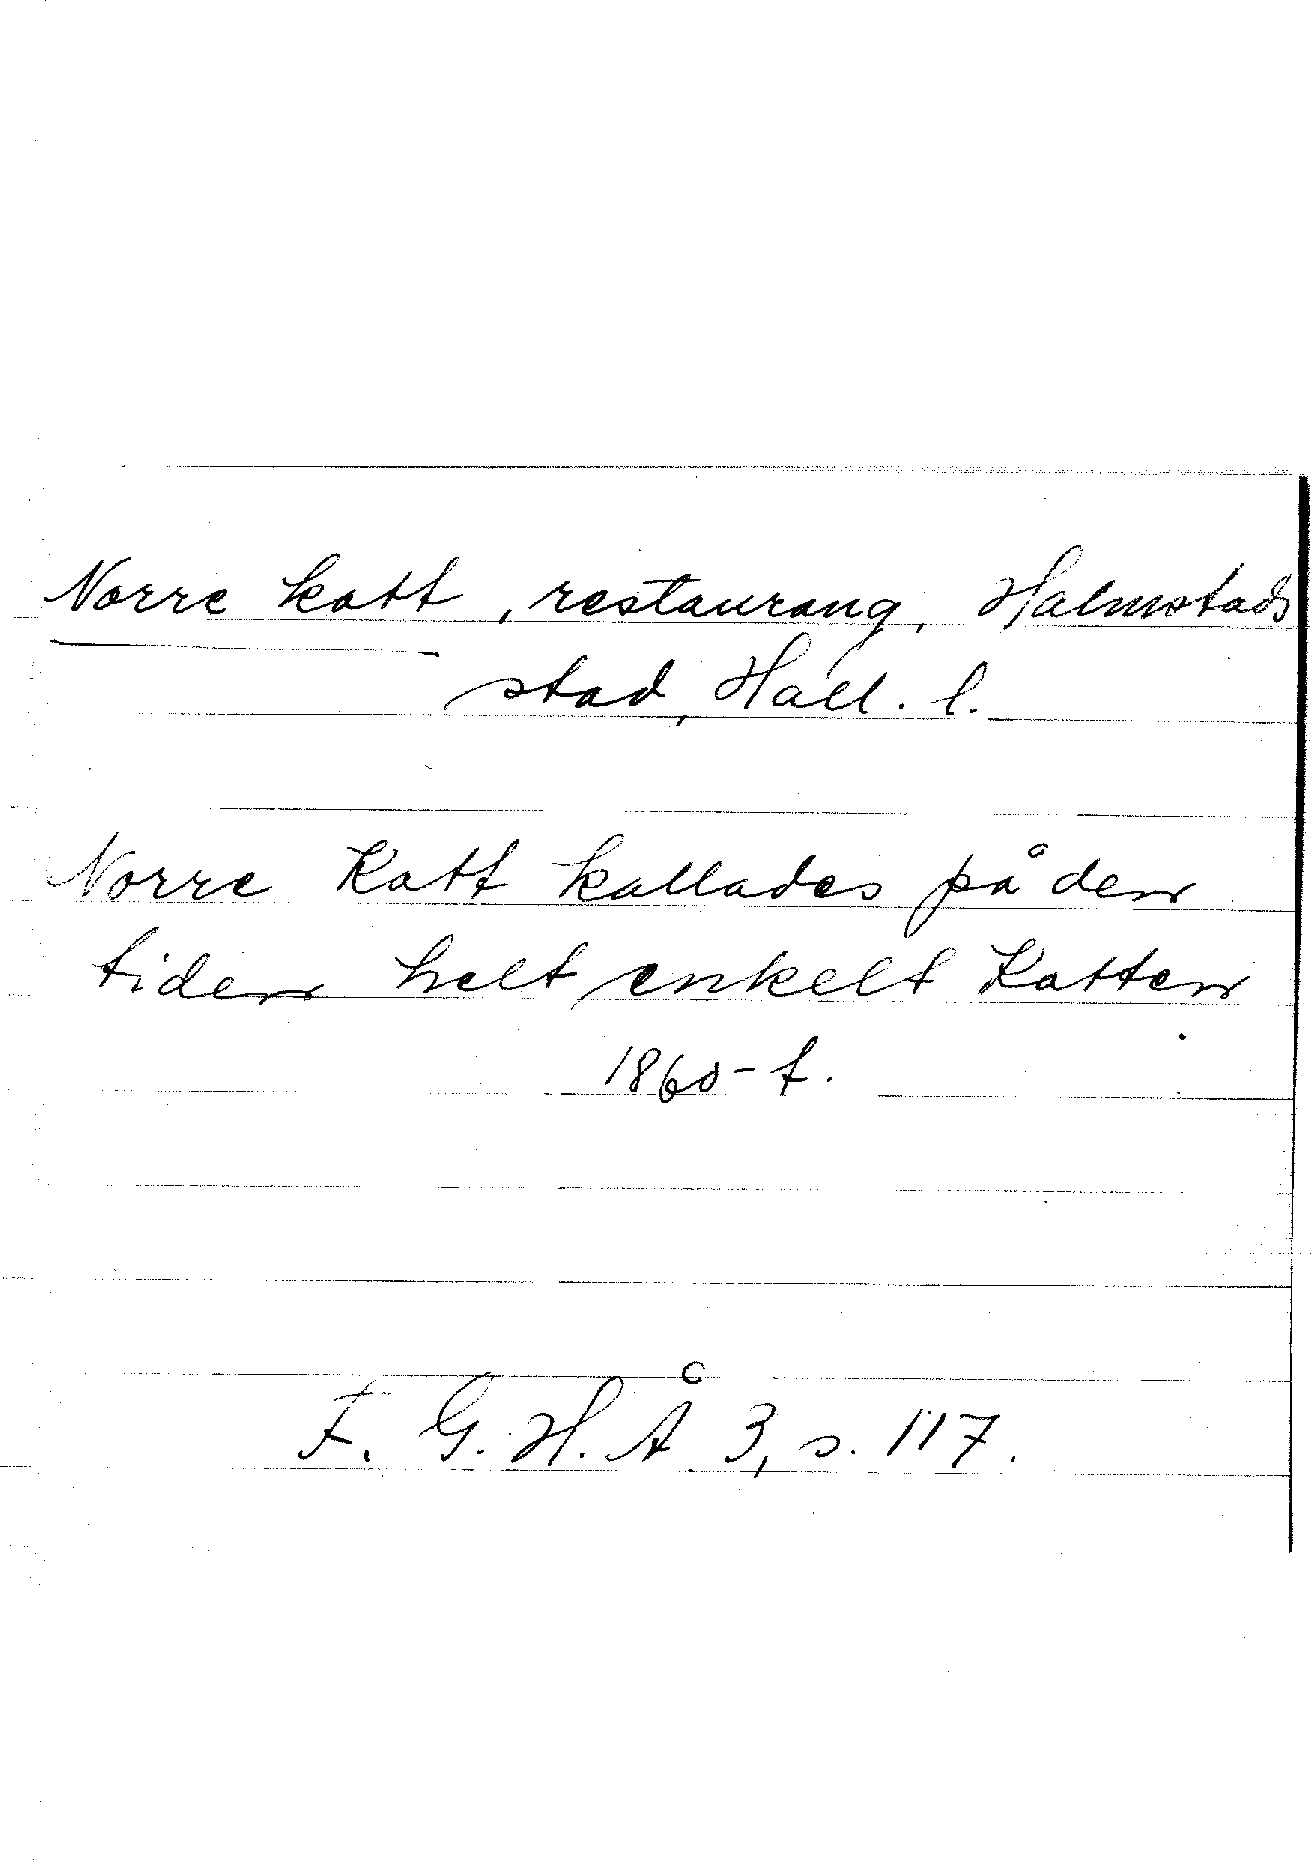 Norre katt, restaurang, Halmstads
stad, Hall. l.
Norre Katt kallades på den
tiden helt enkelt Katten
1860-t.
F. G. H. Å 3, s. 117.